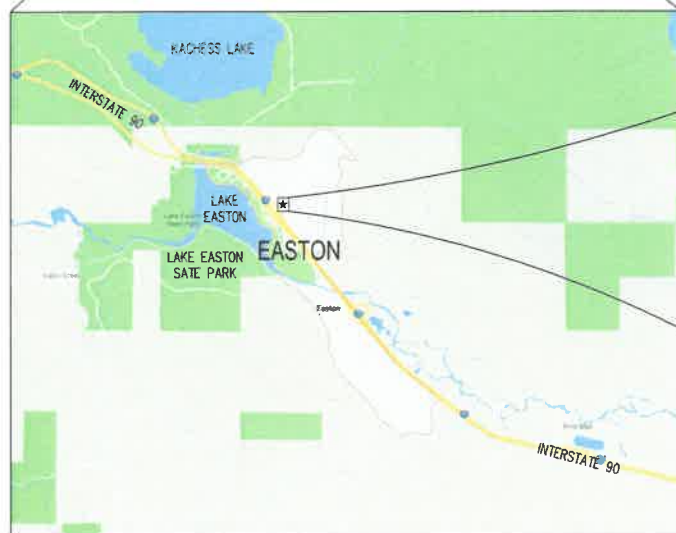 KACHESS LAKE
INTERSTATE 90
LAKE
EASTON
EASTON
LAKE EASTON
SATE PARK
Easton
INTERSTATE 90